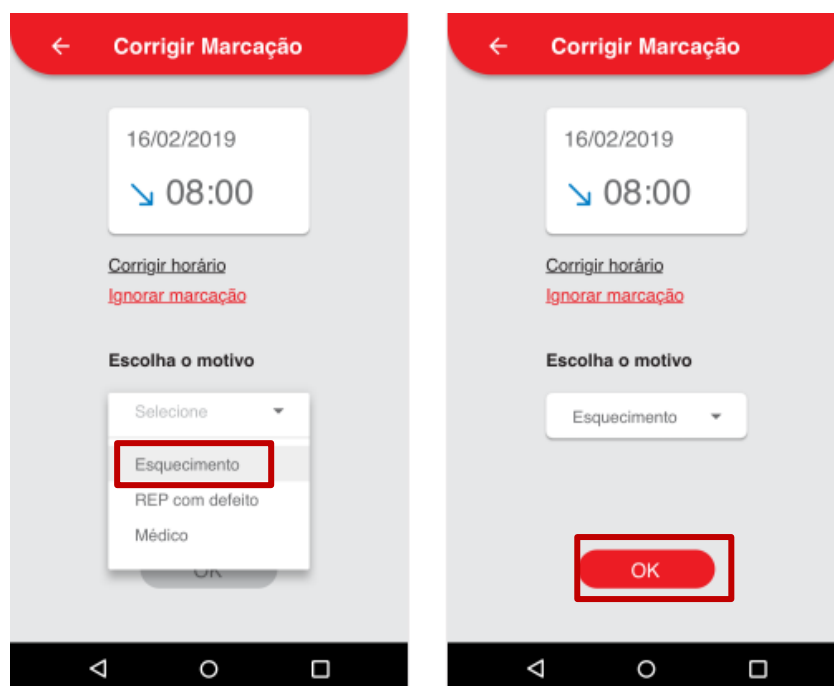 Corrigir Marcação
16/02/2019
08:00
Corrigir horário
Ignorar marcação
Escolha o motivo
Selecione
Esquecimento
REP com defeito
Médico
OK
Corrigir Marcação
16/02/2019
08:00
Corrigir horário
Ignorar marcação
Escolha o motivo
Esquecimento
OK